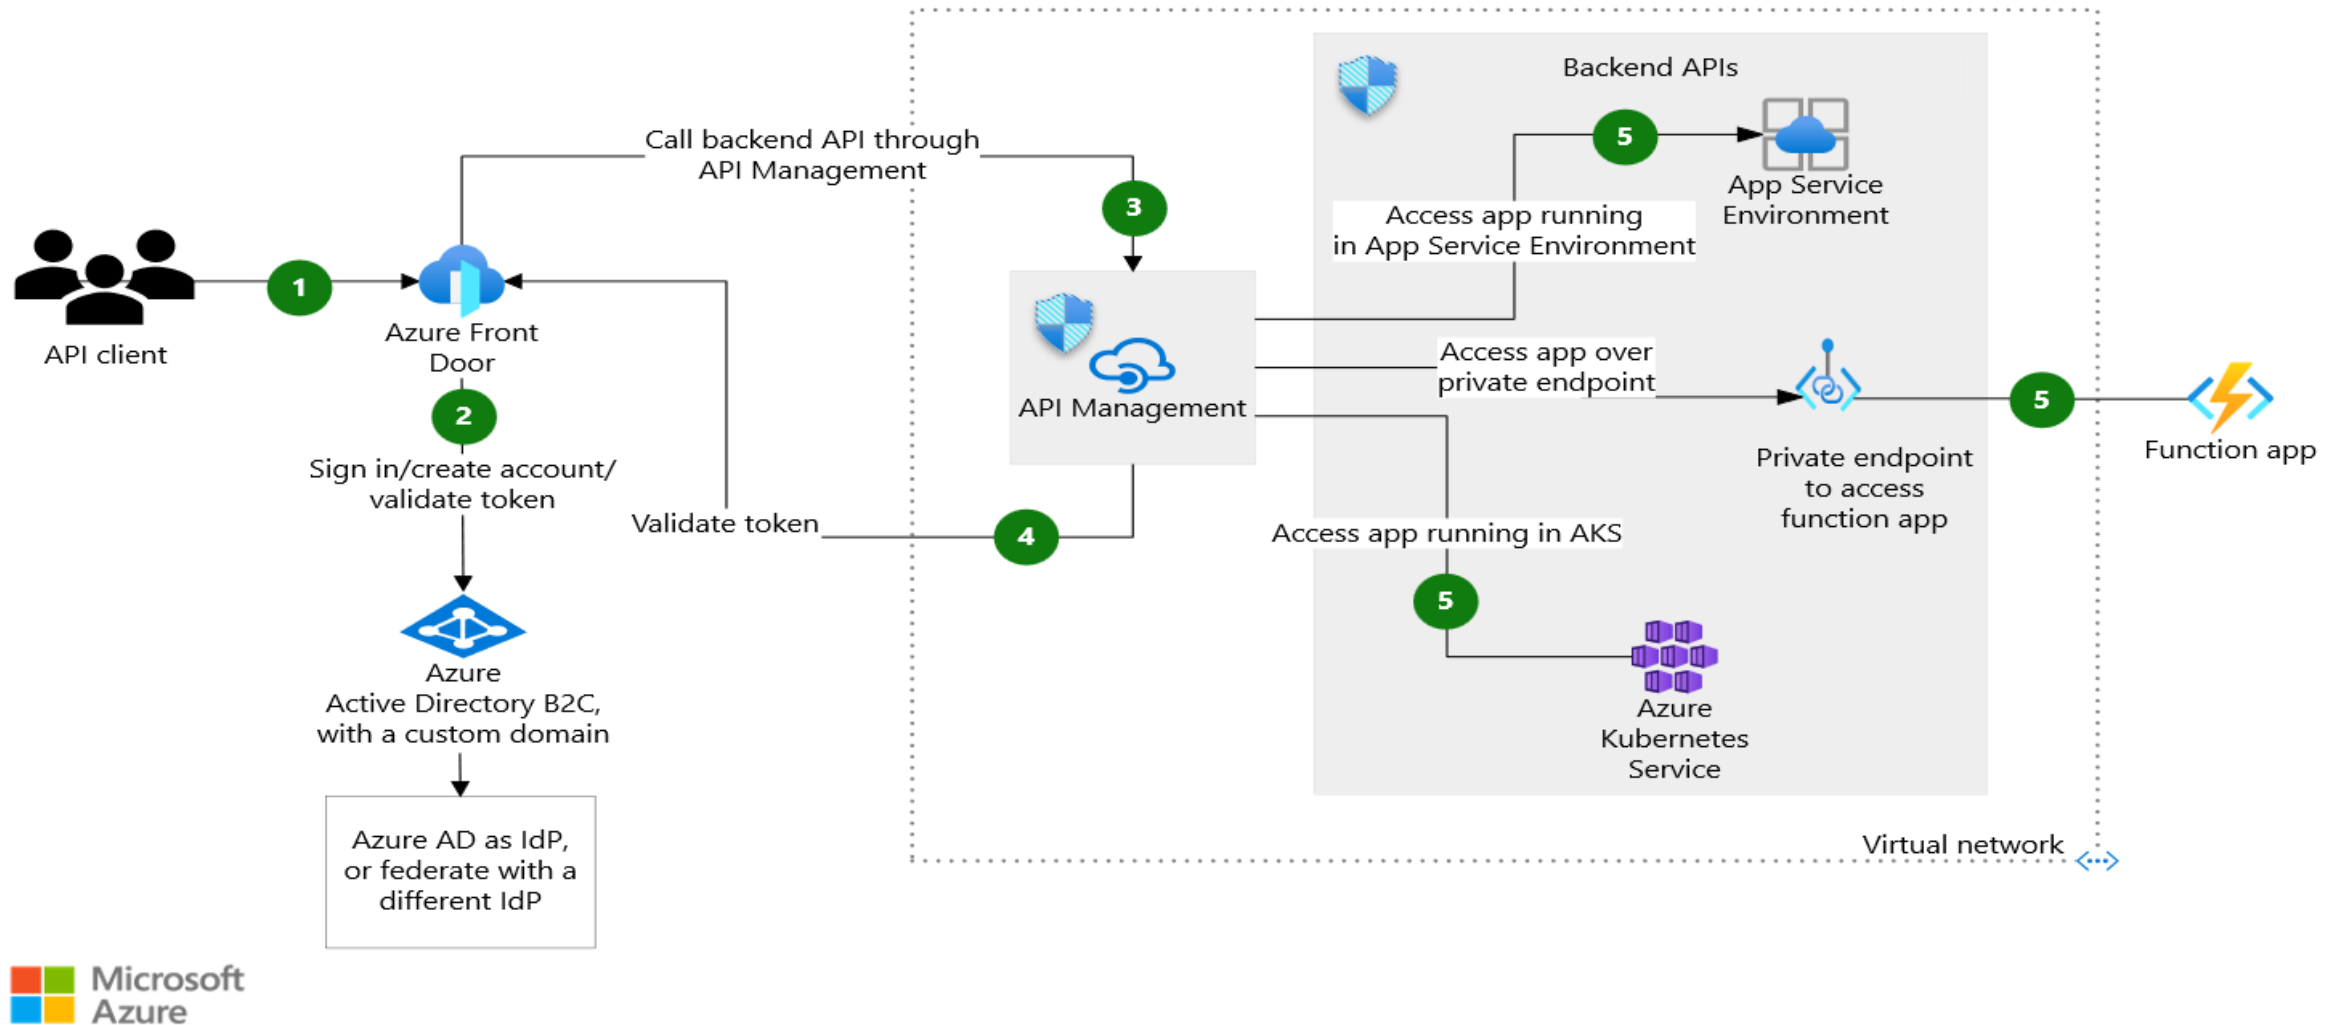 Backend APIs
5
App Service
Environment
Call backend API through
API Management
3
Access app running
in App Service Environment
1
API client
Azure Front
Door
2
Sign in/create account/
validate token
Validate token
4
API Management
Access app over
private endpoint
Private endpoint
to access
function app
5
Function app
Access app running in AKS
5
Azure
Kubernetes
Service
Azure
Active Directory B2C,
with a custom domain
Azure AD as IdP,
or federate with a
different IdP
Virtual network
Microsoft
Azure